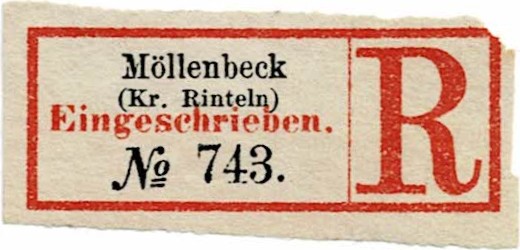 Möllenbeck
(Kr. Rinteln)
Eingeschrieben.
№ 743.
R